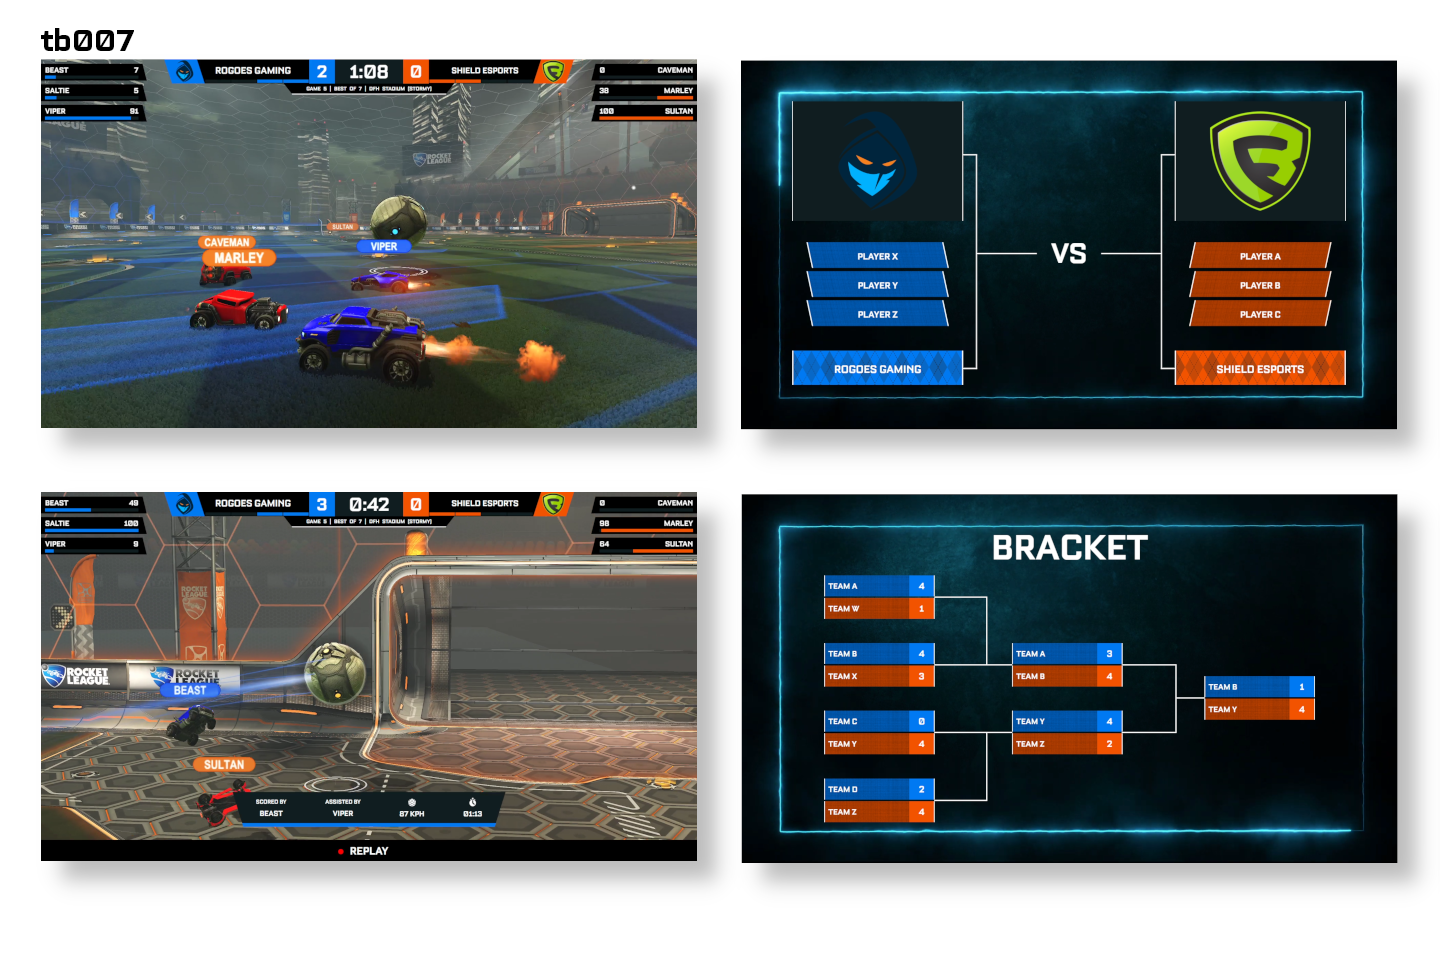 tb007
BEAST 7
SALTIE 5
VIPER 91
ROGOES GAMING 2 1:08 0 SHIELD ESPORTS
GAME 5 | BEST OF 7 | DFH STADIUM (STORMY)
0 CAVEMAN
38 MARLEY
100 SULTAN
LEAGUE
ROCKET
LEAGUE
SULTAN
CAVEMAN
VIPER
MARLEY
VS
PLAYER X
PLAYER Y
PLAYER Z
ROGOES GAMING
PLAYER A
PLAYER B
PLAYER C
SHIELD ESPORTS
BEAST 49
SALTIE 100
VIPER 9
ROGOES GAMING 3 0:42 0 SHIELD ESPORTS
GAME 5 | BEST OF 7 | DFH STADIUM (STORMY)
0 CAVEMAN
98 MARLEY
64 SULTAN
ROCKET
LEAGUE
ROCKET
LEAGUE
ROCKET
LEAGUE
BEAST
SULTAN
SCORED BY ASSISTED BY
BEAST VIPER 87 KPH 01:13
REPLAY
BRACKET
TEAM A 4
TEAM W 1
TEAM B 4
TEAM X 3
TEAM C 0
TEAM Y 4
TEAM D 2
TEAM Z 4
TEAM A 3
TEAM B 4
TEAM Y 4
TEAM Z 2
TEAM B 1
TEAM Y 4